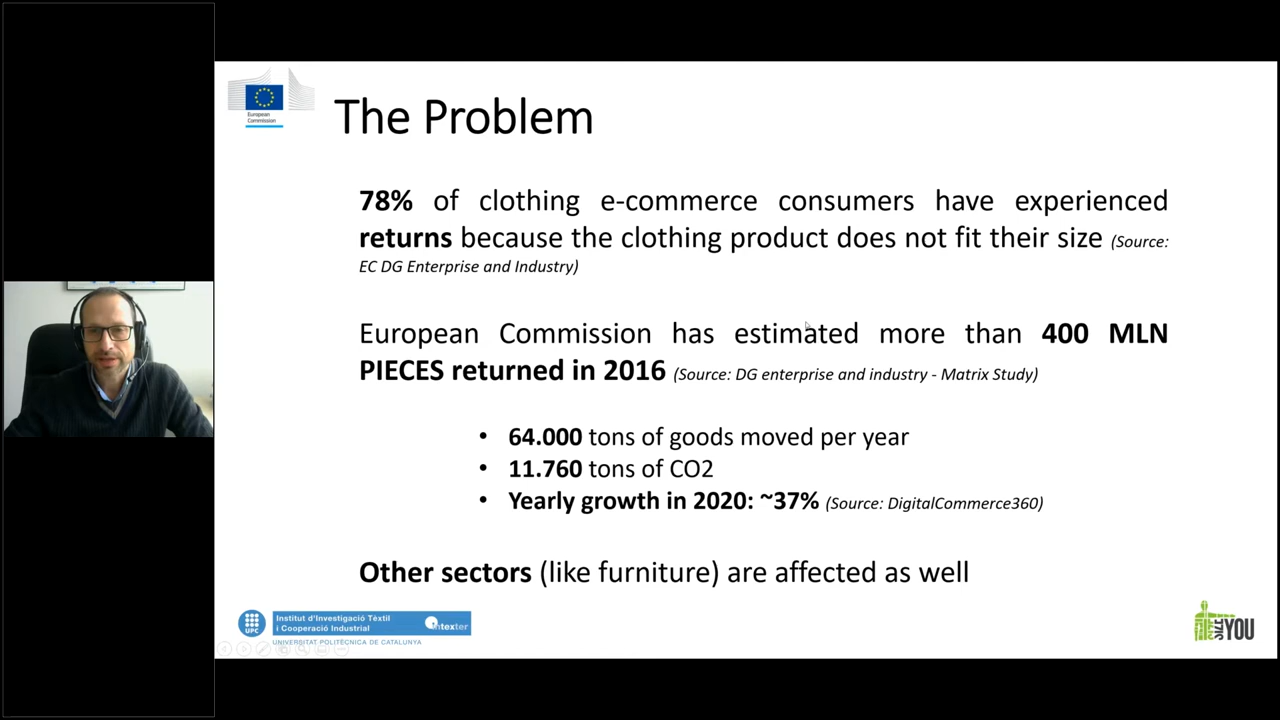 European
Commission
The Problem
78% of clothing e-commerce consumers have experienced
returns because the clothing product does not fit their size (Source:
EC DG Enterprise and Industry)
European Commission has estimated more than 400 MLN
PIECES returned in 2016 (Source: DG enterprise and industry - Matrix Study)
• 64.000 tons of goods moved per year
• 11.760 tons of CO2
• Yearly growth in 2020: ~37% (Source: DigitalCommerce360)
Other sectors (like furniture) are affected as well
UPC
Institut d'Investigació Tèxtil
i Cooperació Industrial
intexter
UNIVERSITAT POLITÈCNICA DE CATALUNYA
SIZE YOU